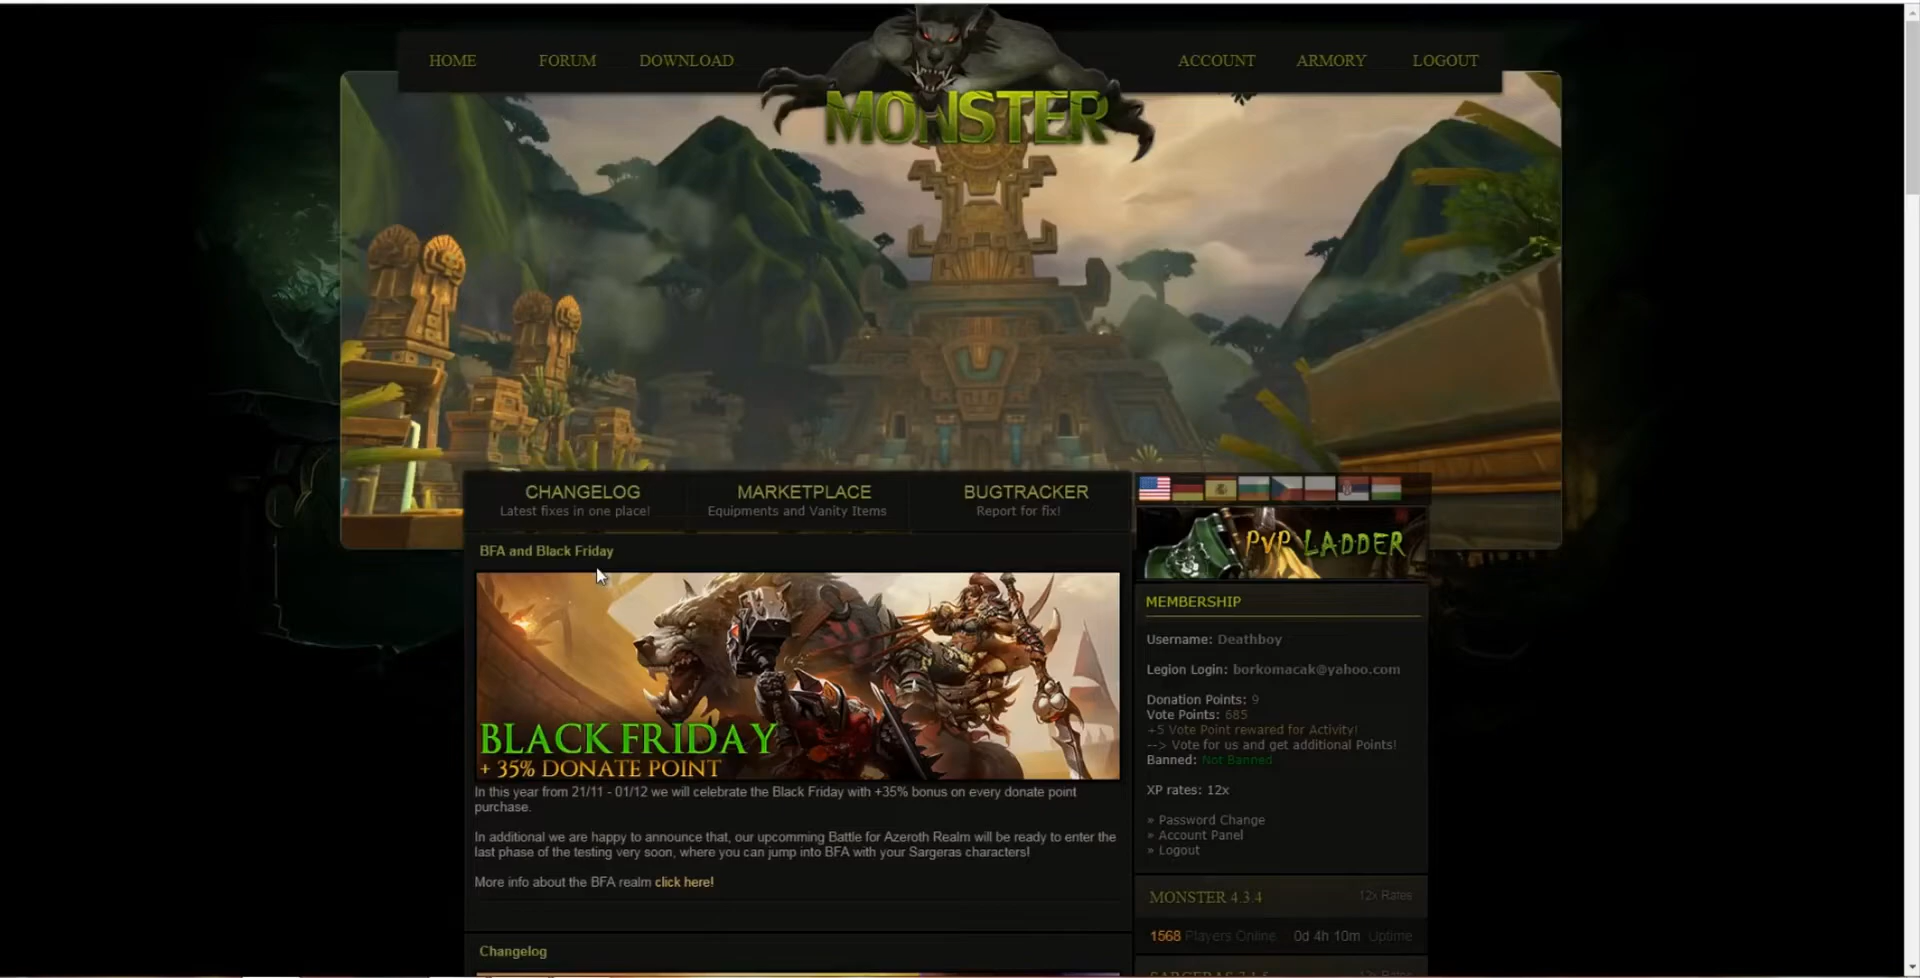 HOME FORUM DOWNLOAD ACCOUNT ARMORY LOGOUT
MONSTER
CHANGELOG
Latest fixes in one place!
MARKETPLACE
Equipments and Vanity Items
BUGTRACKER
Report for fix!
BFA and Black Friday
BLACK FRIDAY
+ 35% DONATE POINT
In this year from 21/11 - 01/12 we will celebrate the Black Friday with +35% bonus on every donate point
purchase.
In additional we are happy to announce that, our upcomming Battle for Azeroth Realm will be ready to enter the
last phase of the testing very soon, where you can jump into BFA with your Sargeras characters!
More info about the BFA realm click here!
Changelog
PVP LADDER
MEMBERSHIP
Username: Deathboy
Legion Login: borkomacak@yahoo.com
Donation Points: 9
Vote Points: 685
+5 Vote Point rewarded for Activity!
--> Vote for us and get additional Points!
Banned: Not Banned
XP rates: 12x
» Password Change
» Account Panel
» Logout
MONSTER 4.3.4 12x Rates
1568 Players Online 0d 4h 10m Uptime